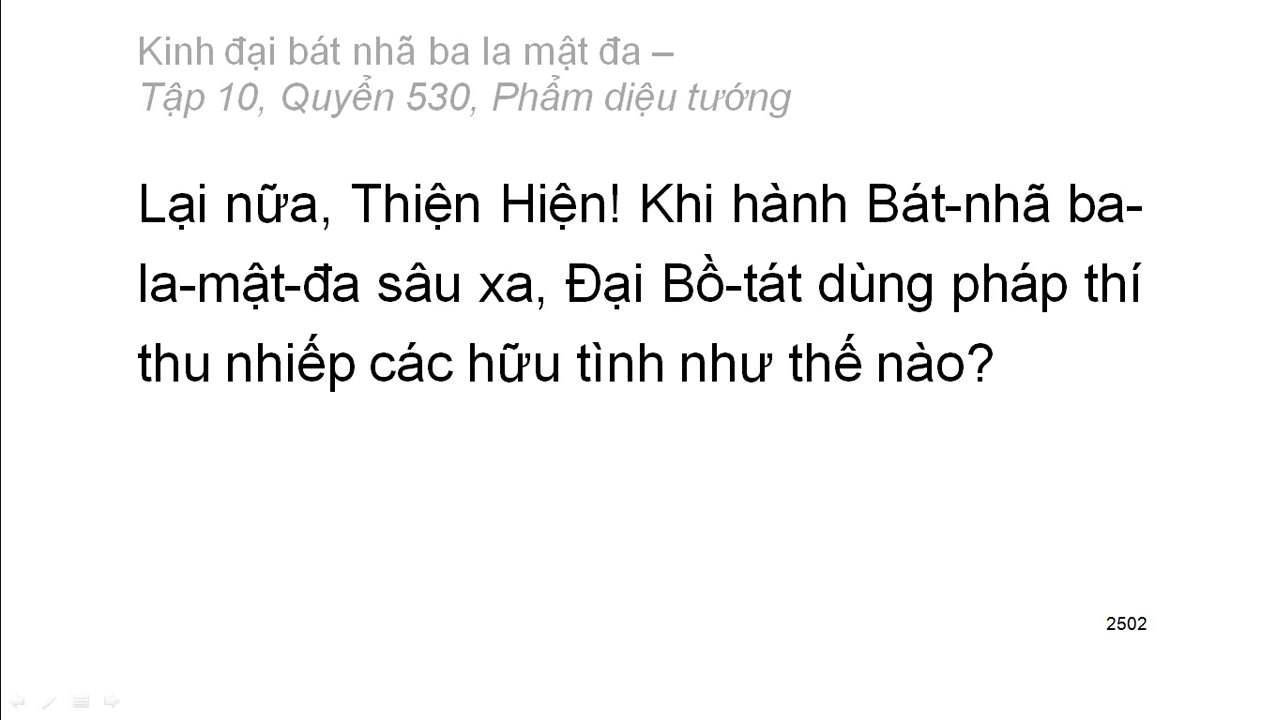 Kinh đại bát nhã ba la mật đa –
Tập 10, Quyển 530, Phẩm diệu tướng
Lại nữa, Thiện Hiện! Khi hành Bát-nhã ba-
la-mật-đa sâu xa, Đại Bồ-tát dùng pháp thí
thu nhiếp các hữu tình như thế nào?
2502